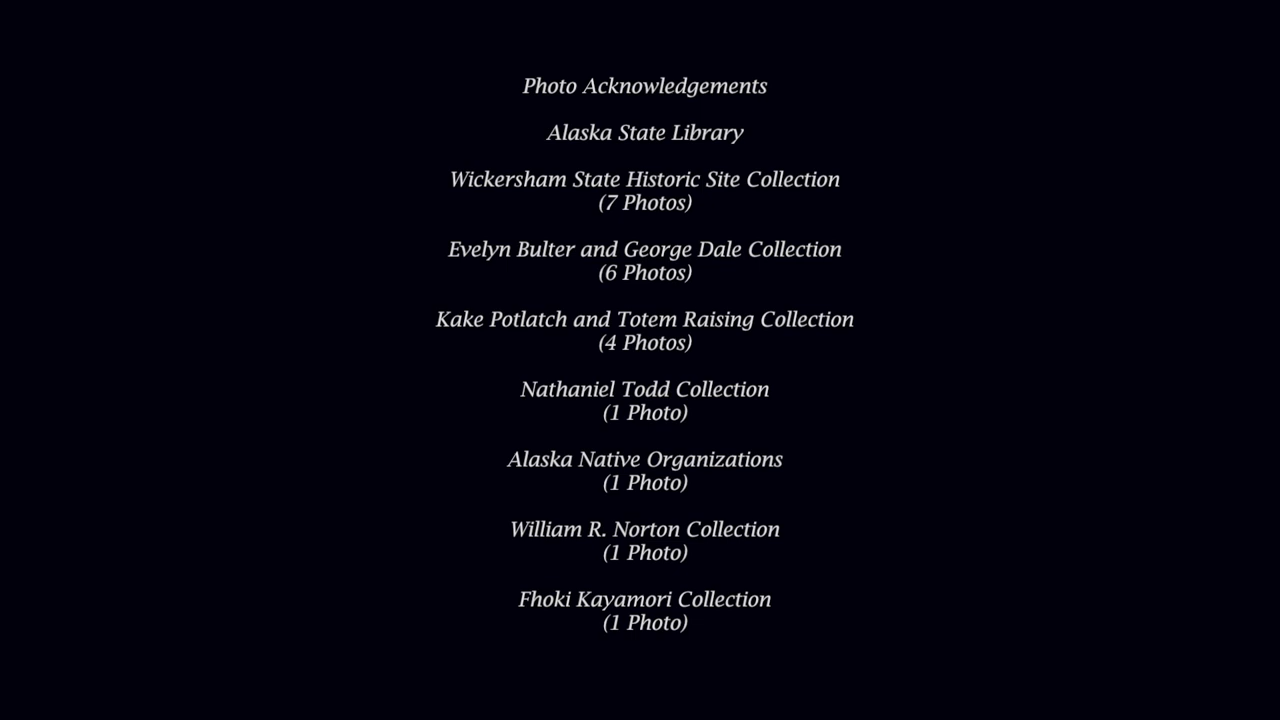 Photo Acknowledgements
Alaska State Library
Wickersham State Historic Site Collection
(7 Photos)
Evelyn Bulter and George Dale Collection
(6 Photos)
Kake Potlatch and Totem Raising Collection
(4 Photos)
Nathaniel Todd Collection
(1 Photo)
Alaska Native Organizations
(1 Photo)
William R. Norton Collection
(1 Photo)
Fhoki Kayamori Collection
(1 Photo)